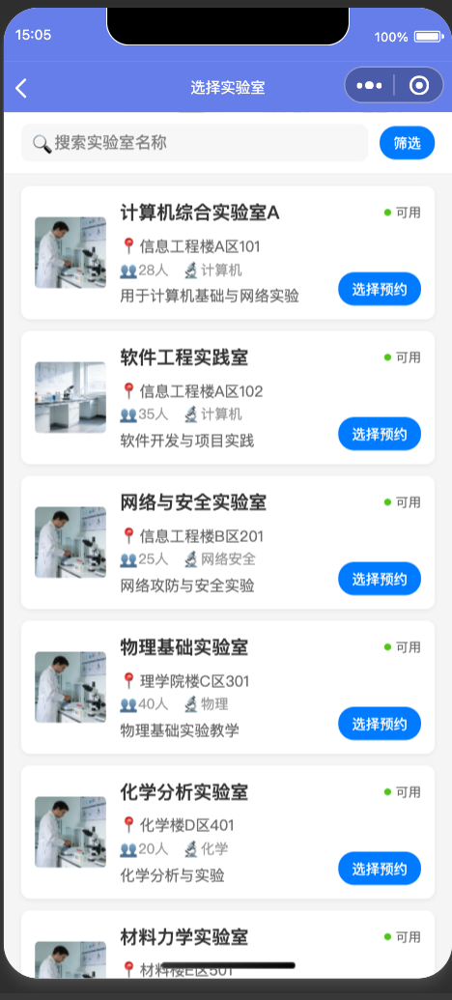 15:05
100%
选择实验室
搜索实验室名称
筛选
计算机综合实验室A
可用
信息工程楼A区101
28人 计算机
用于计算机基础与网络实验
选择预约
软件工程实践室
可用
信息工程楼A区102
35人 计算机
软件开发与项目实践
选择预约
网络与安全实验室
可用
信息工程楼B区201
25人 网络安全
网络攻防与安全实验
选择预约
物理基础实验室
可用
理学院楼C区301
40人 物理
物理基础实验教学
选择预约
化学分析实验室
可用
化学楼D区401
20人 化学
化学分析与实验
选择预约
材料力学实验室
可用
材料楼E区501